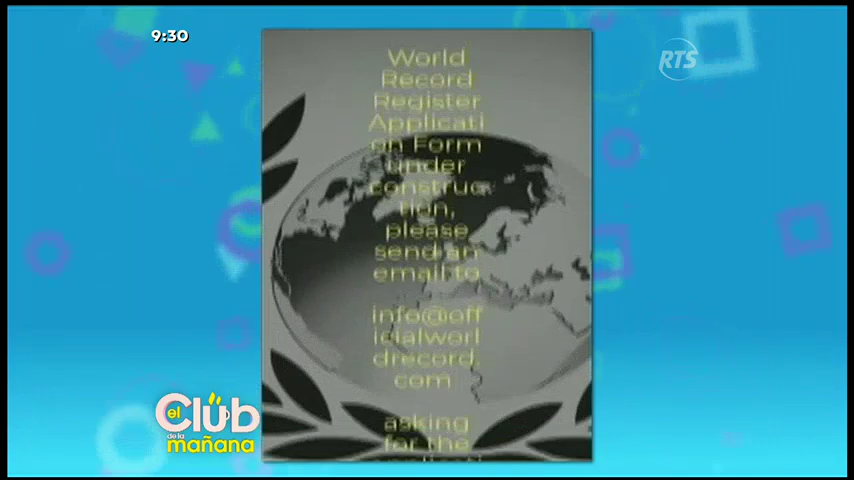 9:30
RTS
World
Record
Register
Applicati
on Form
under
construc
tion,
please
send an
email to
info@off
icialworl
drecord.
com
asking
for the
el
Club
de la
mañana